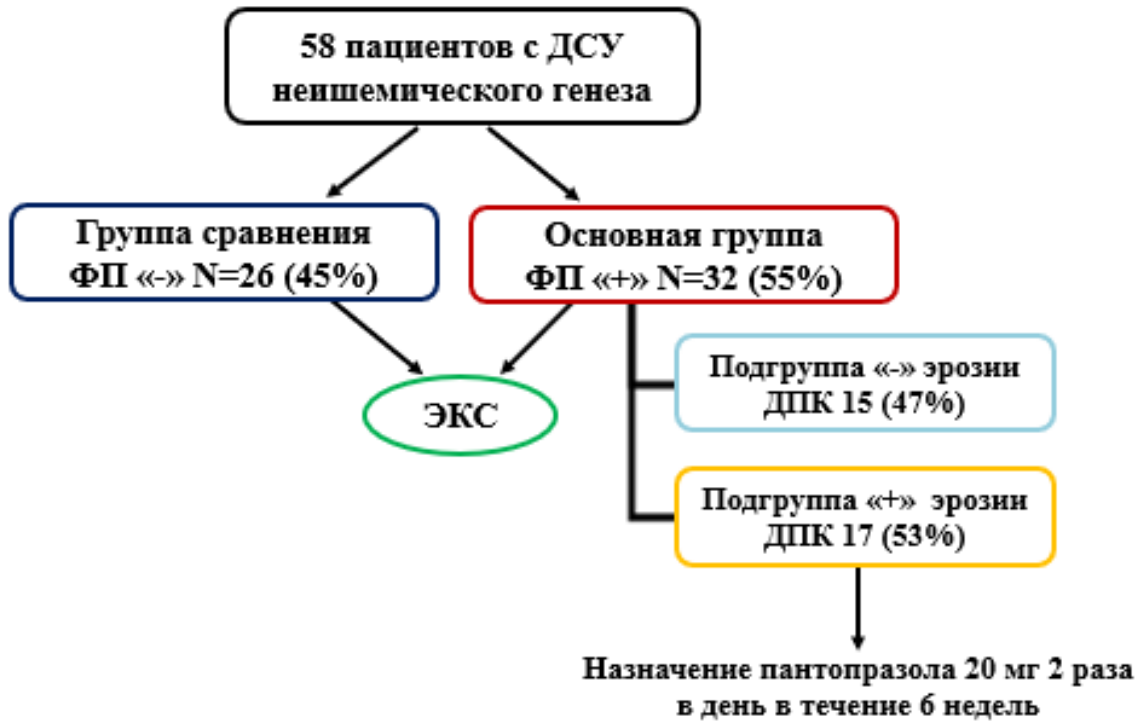 58 пациентов с ДСУ
неишемического генеза
Группа сравнения
ФП «-» N=26 (45%)
Основная группа
ФП «+» N=32 (55%)
ЭКС
Подгруппа «-» эрозии
ДПК 15 (47%)
Подгруппа «+» эрозии
ДПК 17 (53%)
Назначение пантопразола 20 мг 2 раза
в день в течение 6 недель